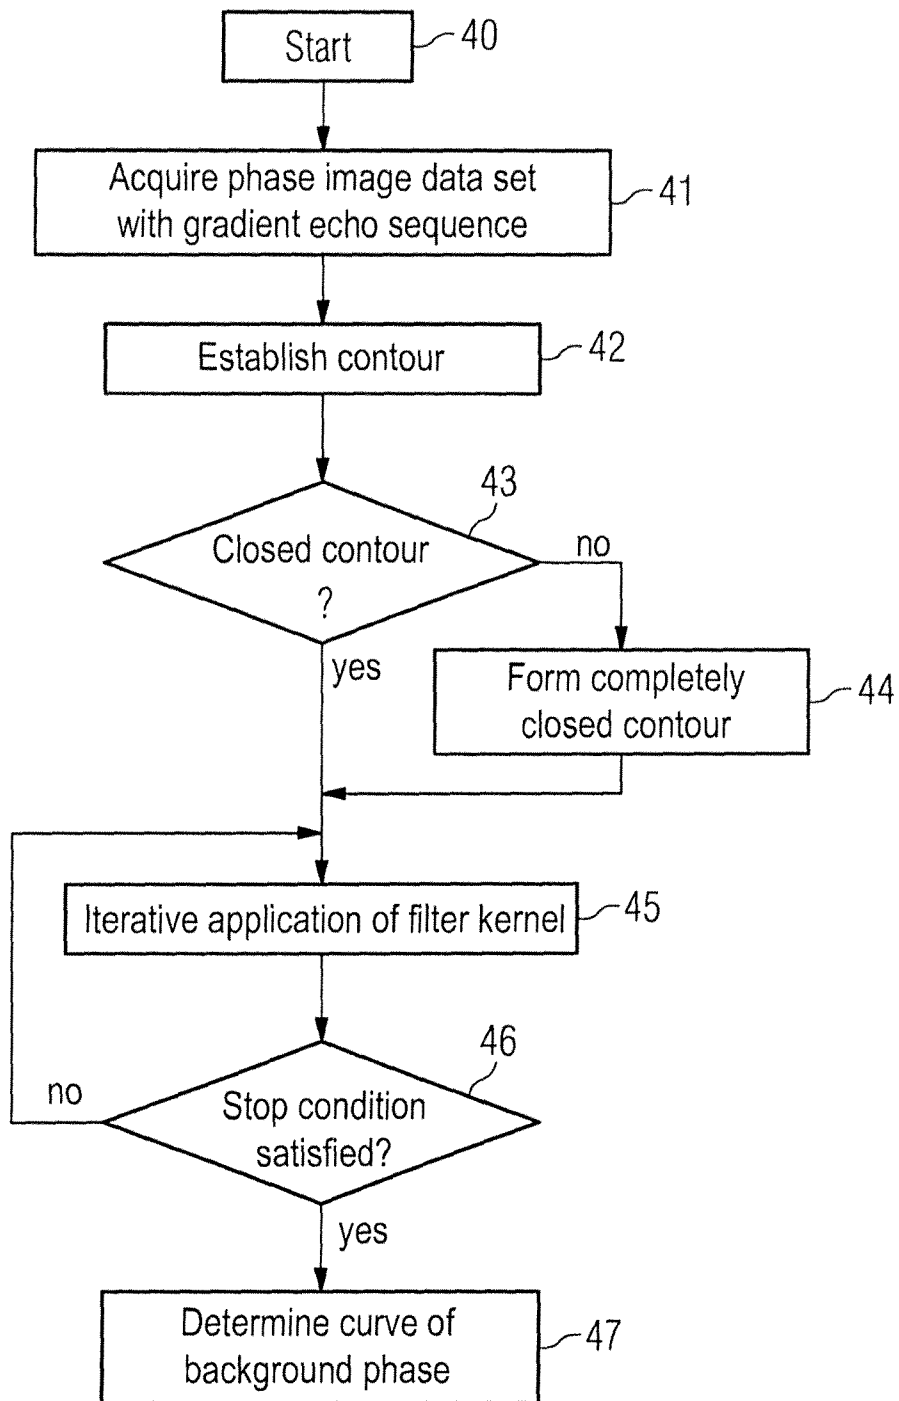 Start
40
Acquire phase image data set
with gradient echo sequence
41
Establish contour
42
43
Closed contour
?
no
yes
Form completely
closed contour
44
Iterative application of filter kernel
45
46
no
Stop condition
satisfied?
yes
Determine curve of
background phase
47